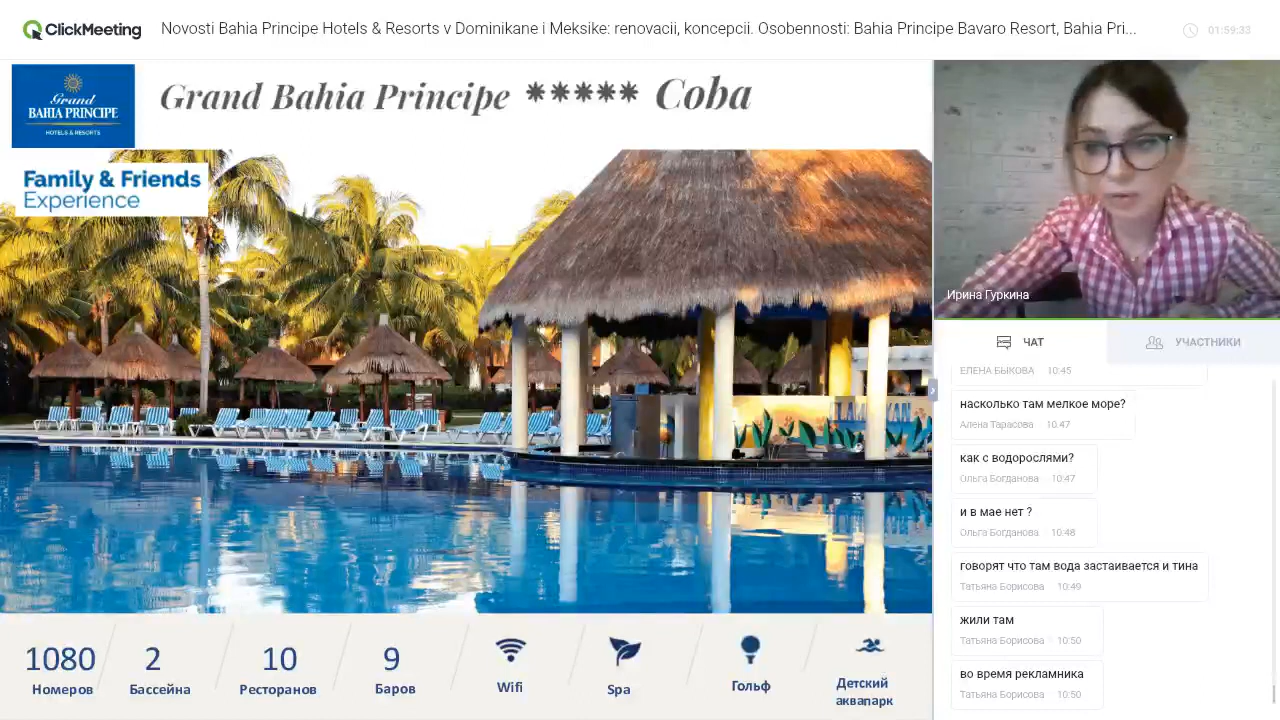 ClickMeeting
Novosti Bahia Principe Hotels & Resorts v Dominikane i Meksike: renovacii, koncepcii. Osobennosti: Bahia Principe Bavaro Resort, Bahia Pri...
01:59:33
Grand
BAHIA PRINCIPE
HOTELS & RESORTS
Grand Bahia Principe ***** Coba
Family & Friends
Experience
1080
Номеров
2
Бассейна
10
Ресторанов
9
Баров
Wifi
Spa
Гольф
Детский
аквапарк
Ирина Гуркина
ЧАТ
УЧАСТНИКИ
ЕЛЕНА БЫКОВА 10:45
насколько там мелкое море?
Алена Тарасова 10:47
как с водорослями?
Ольга Богданова 10:47
и в мае нет ?
Ольга Богданова 10:48
говорят что там вода застаивается и тина
Татьяна Борисова 10:49
жили там
Татьяна Борисова 10:50
во время рекламника
Татьяна Борисова 10:50